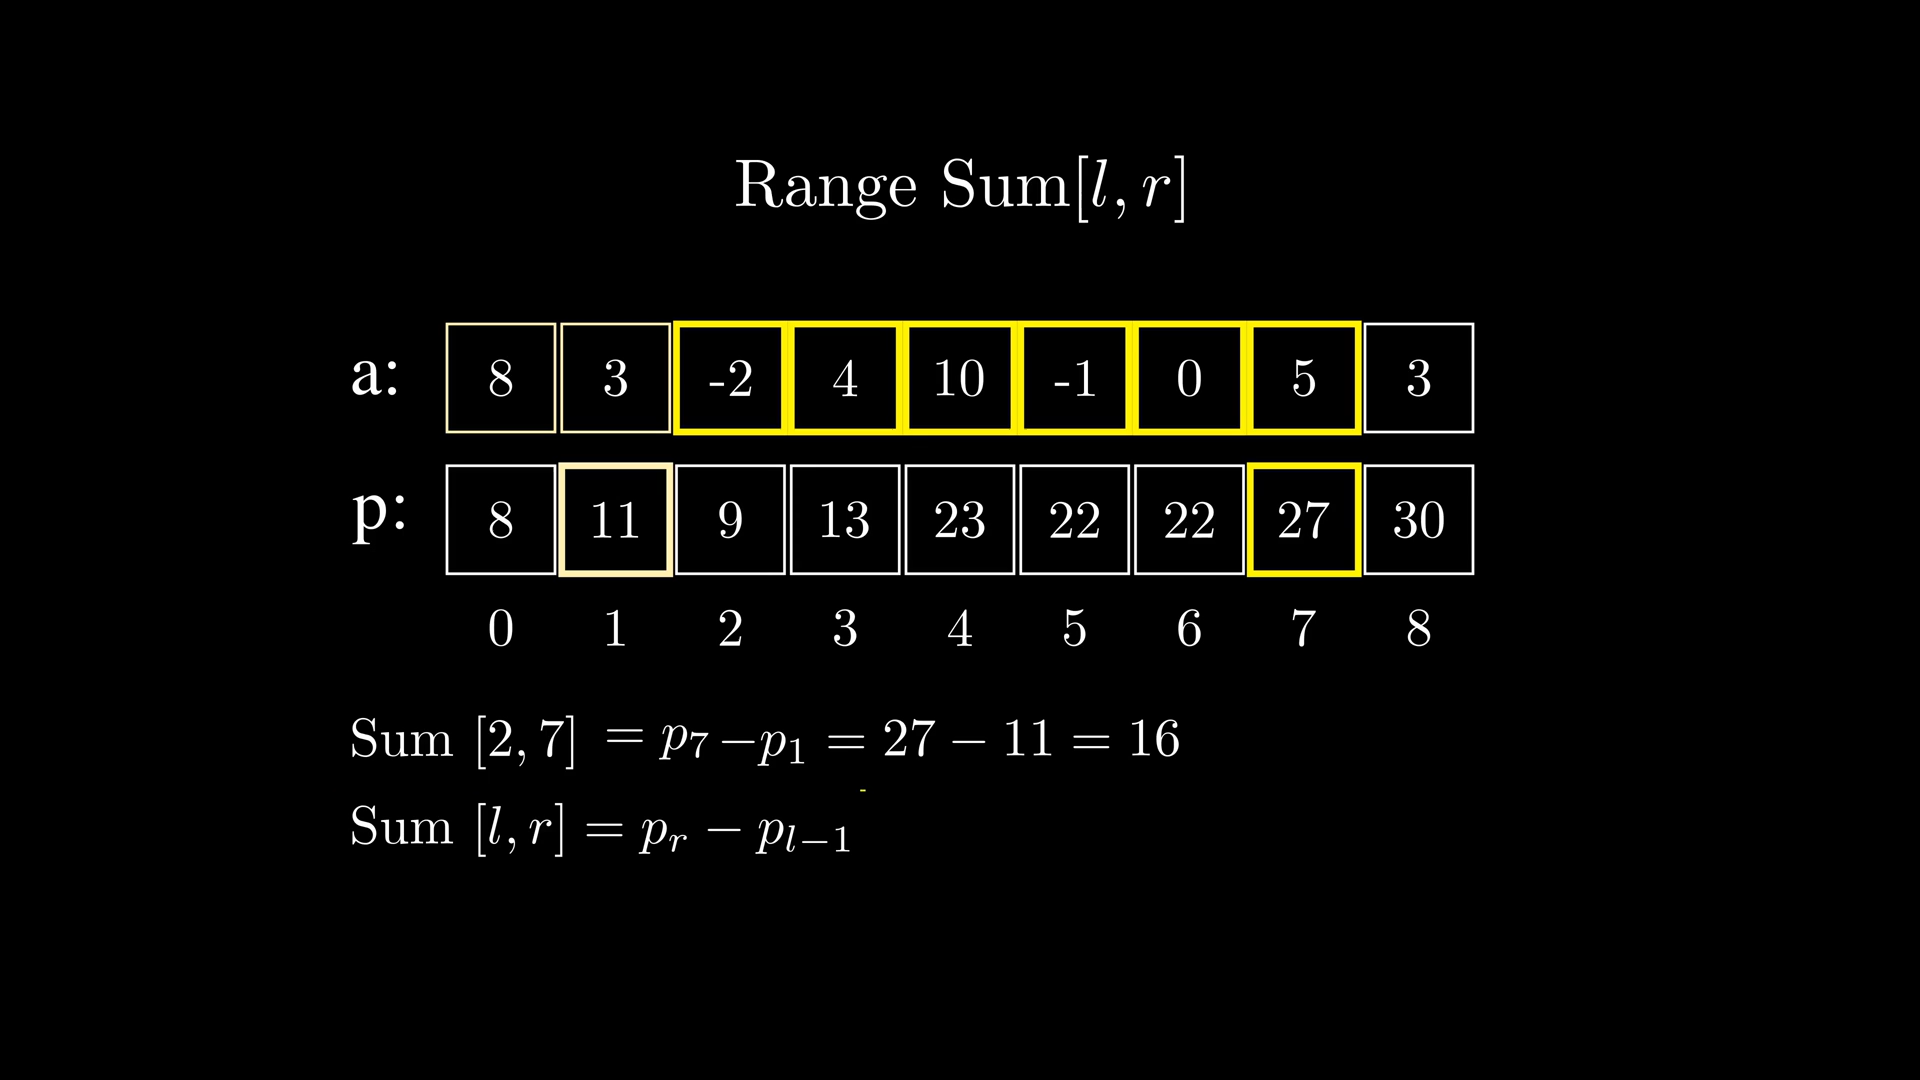 Range Sum[l, r]
a: 8 3 -2 4 10 -1 0 5 3
p: 8 11 9 13 23 22 22 27 30
0 1 2 3 4 5 6 7 8
Sum [2, 7] = p₇ − p₁ = 27 − 11 = 16
Sum [l, r] = pᵣ − pₗ₋₁